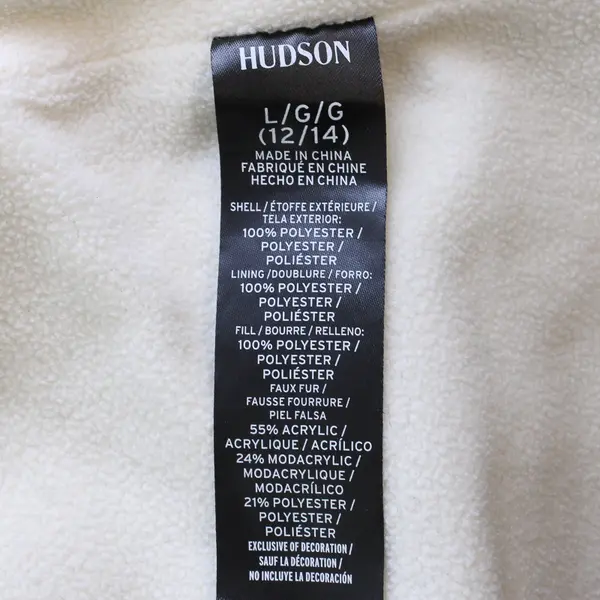 HUDSON
L/G/G
(12/14)
MADE IN CHINA
FABRIQUÉ EN CHINE
HECHO EN CHINA
SHELL / ÉTOFFE EXTÉRIEURE /
TELA EXTERIOR:
100% POLYESTER /
POLYESTER /
POLIÉSTER
LINING /DOUBLURE / FORRO:
100% POLYESTER /
POLYESTER /
POLIÉSTER
FILL / BOURRE / RELLENO:
100% POLYESTER /
POLYESTER /
POLIÉSTER
FAUX FUR /
FAUSSE FOURRURE /
PIEL FALSA
55% ACRYLIC /
ACRYLIQUE / ACRÍLICO
24% MODACRYLIC /
MODACRYLIQUE /
MODACRÍLICO
21% POLYESTER /
POLYESTER /
POLIÉSTER
EXCLUSIVE OF DECORATION /
SAUF LA DÉCORATION /
NO INCLUYE LA DECORACIÓN